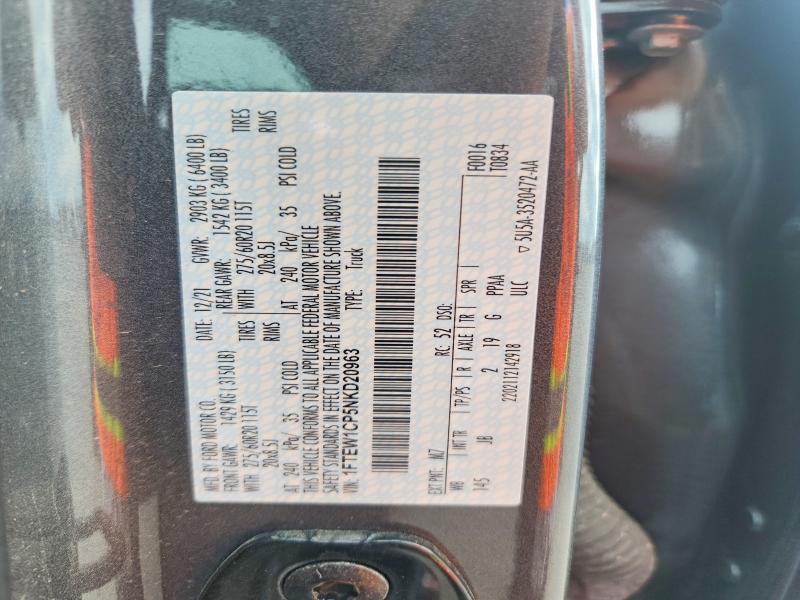 MFD. BY FORD MOTOR CO.
DATE: 12/21 GVWR: 2903 KG ( 6400 LB)
FRONT GAWR: 1429 KG ( 3150 LB) REAR GAWR: 1542 KG ( 3400 LB)
WITH 275/60R20 115T TIRES WITH 275/60R20 115T TIRES
20x8.5J RIMS 20x8.5J RIMS
AT 240 kPa/ 35 PSI COLD AT 240 kPa/ 35 PSI COLD
THIS VEHICLE CONFORMS TO ALL APPLICABLE FEDERAL MOTOR VEHICLE
SAFETY STANDARDS IN EFFECT ON THE DATE OF MANUFACTURE SHOWN ABOVE.
VIN: 1FTEW1CP5NKD20963 TYPE: Truck
EXT PNT: MZ RC: 52 DSO: F0016
WB INT TR TP/PS R AXLE TR SPR T0834
145 JB 2 19 G PPAA
2202112142918 ULC
▽ 5U5A-3520472-AA